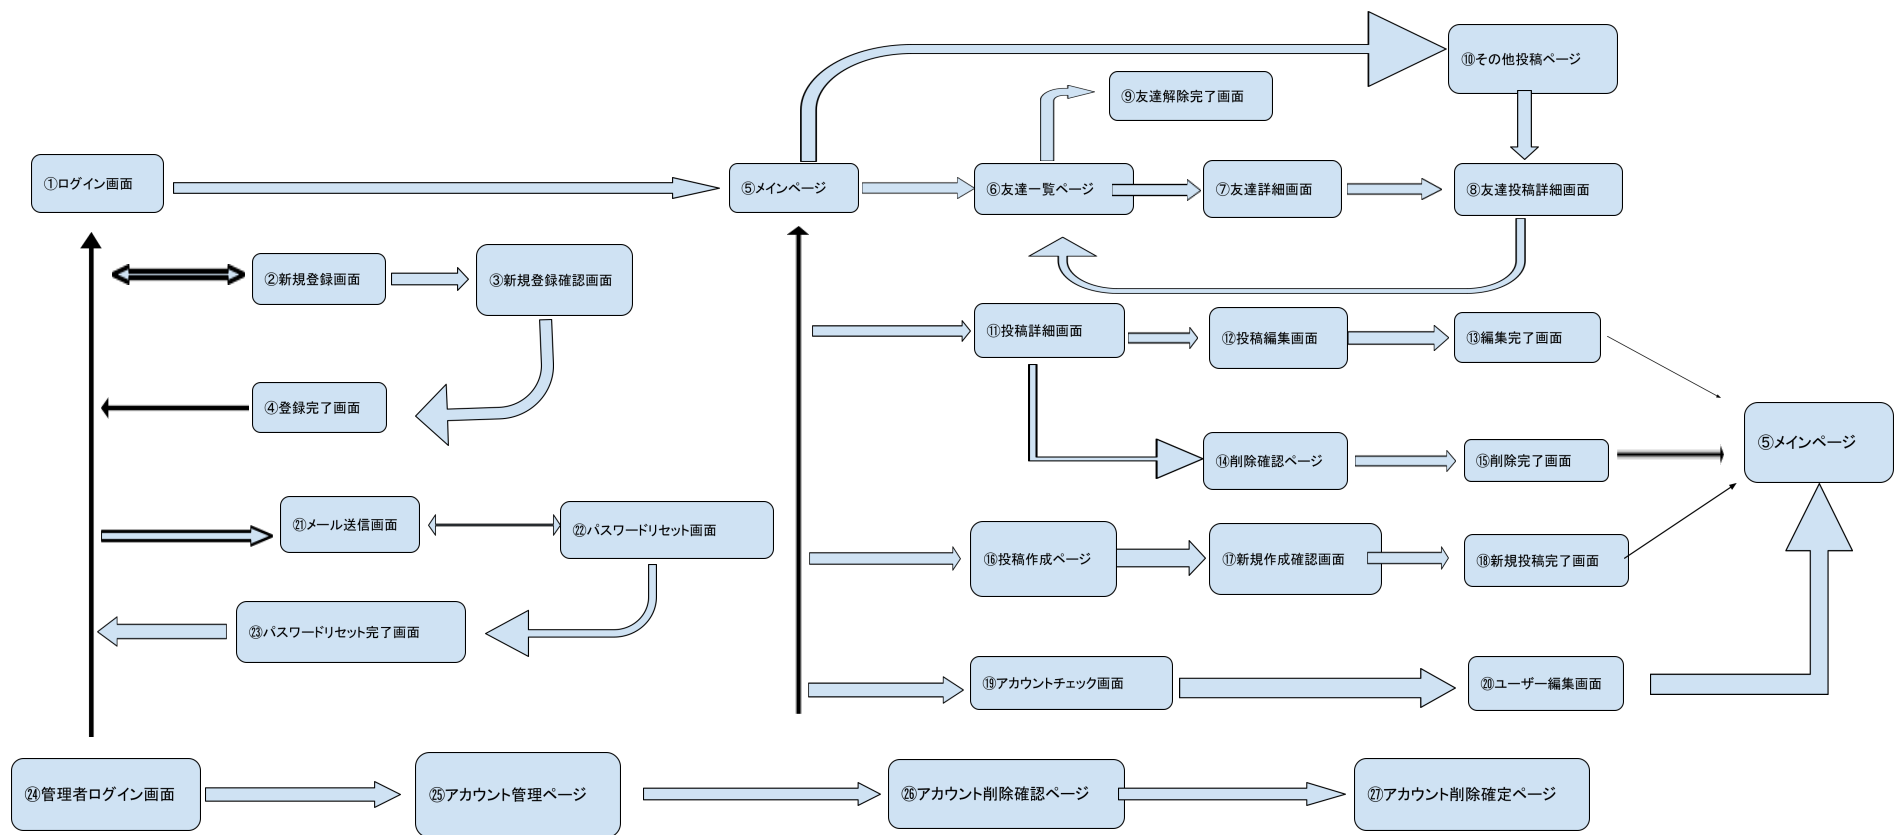 ⑩その他投稿ページ
⑨友達解除完了画面
①ログイン画面
⑤メインページ
⑥友達一覧ページ
⑦友達詳細画面
⑧友達投稿詳細画面
②新規登録画面
③新規登録確認画面
⑪投稿詳細画面
⑫投稿編集画面
⑬編集完了画面
④登録完了画面
⑤メインページ
⑭削除確認ページ
⑮削除完了画面
㉑メール送信画面
㉒パスワードリセット画面
⑯投稿作成ページ
⑰新規作成確認画面
⑱新規投稿完了画面
㉓パスワードリセット完了画面
⑲アカウントチェック画面
⑳ユーザー編集画面
㉔管理者ログイン画面
㉕アカウント管理ページ
㉖アカウント削除確認ページ
㉗アカウント削除確定ページ